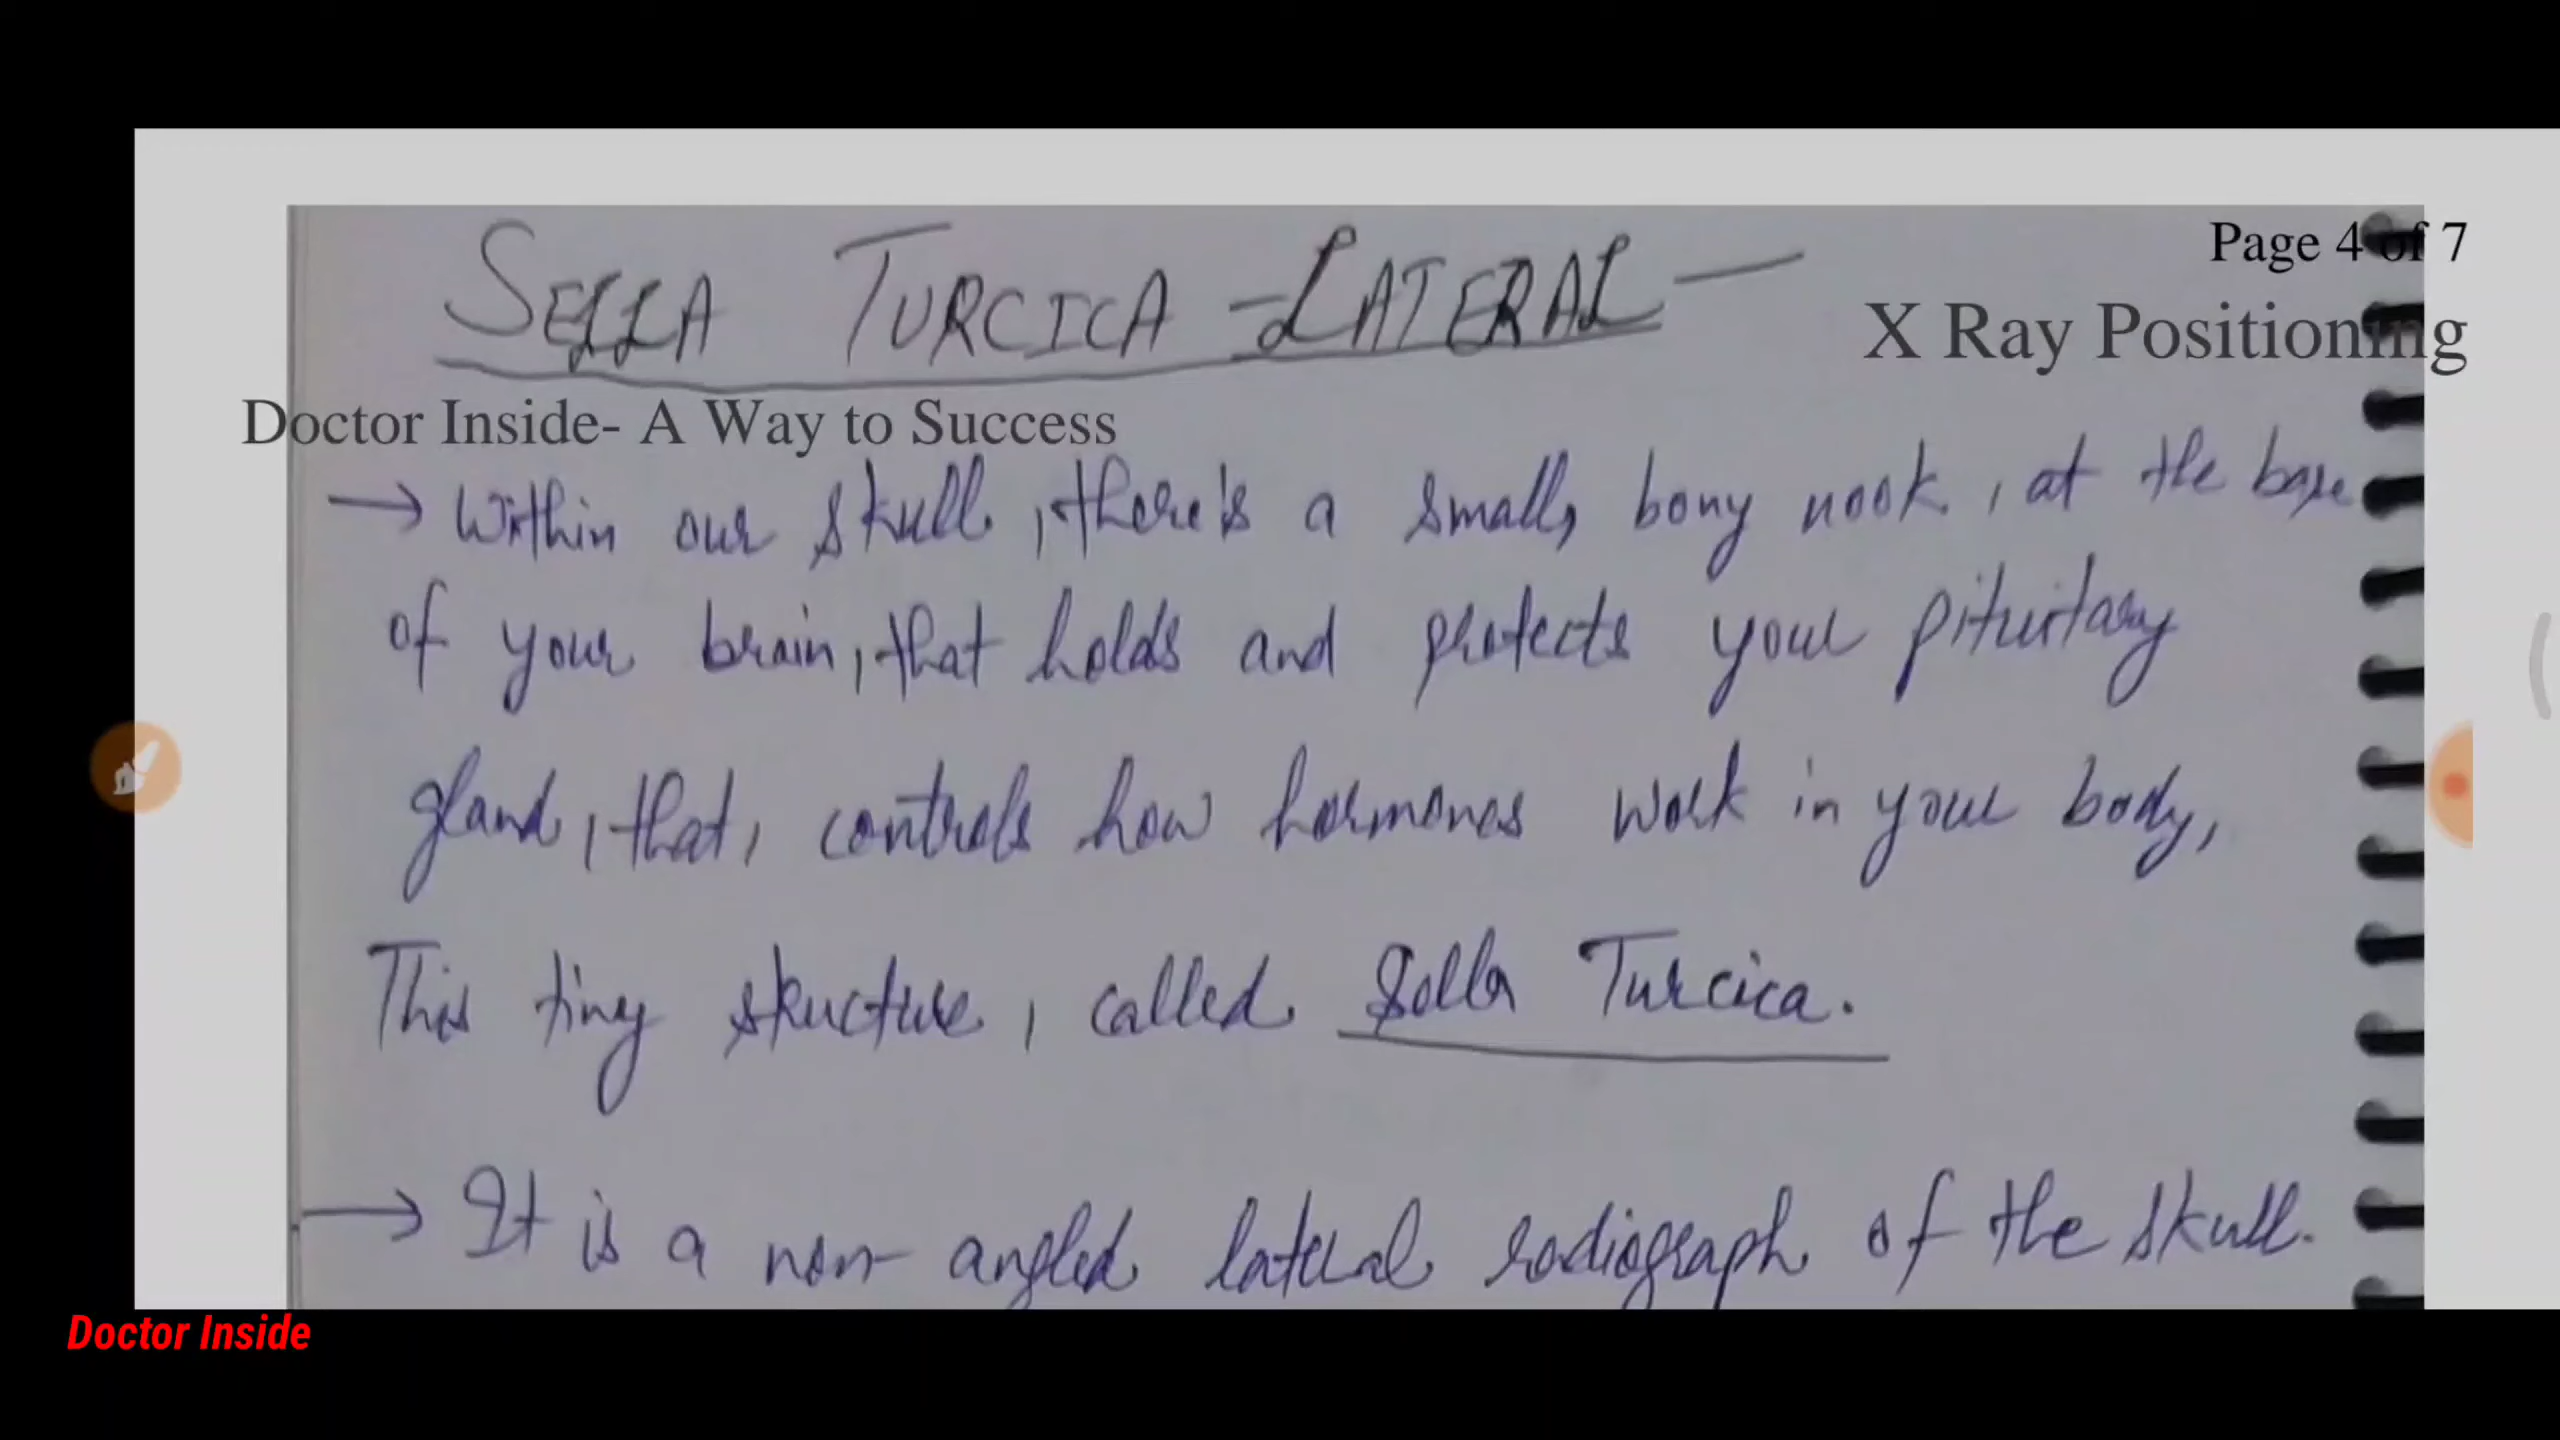 SELLA TURCICA - LATERAL -
Page 4 of 7
X Ray Positioning
Doctor Inside- A Way to Success
→ Within our skull, there's a small, bony nook, at the base
of your brain, that holds and protects your pituitary
gland, that, controls how hormones work in your body,
This tiny structure, called Sella Turcica.
→ It is a non-angled lateral radiograph of the skull.
Doctor Inside